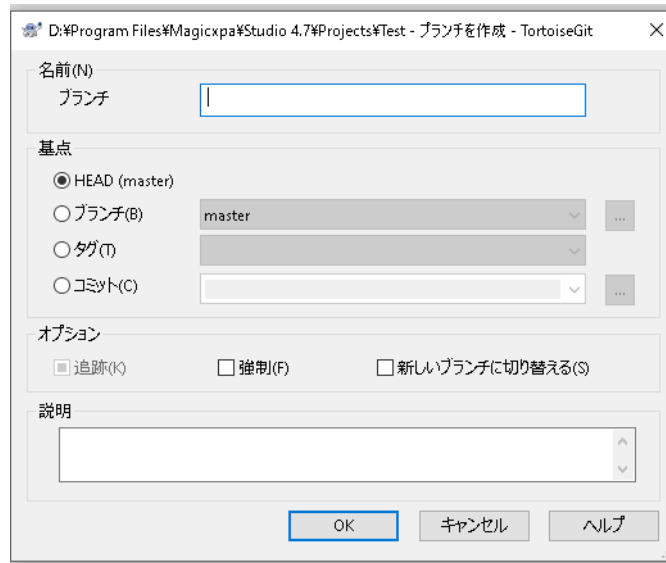 D:¥Program Files¥Magicxpa¥Studio 4.7¥Projects¥Test - ブランチを作成 - TortoiseGit
名前(N)
ブランチ
基点
HEAD (master)
ブランチ(B) master ...
タグ(T)
コミット(C) ...
オプション
追跡(K) 強制(F) 新しいブランチに切り替える(S)
説明
OK キャンセル ヘルプ